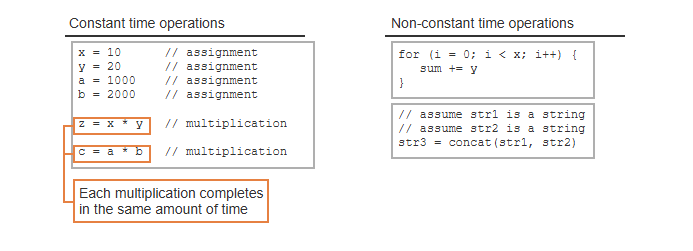 Constant time operations
x = 10 // assignment
y = 20 // assignment
a = 1000 // assignment
b = 2000 // assignment
z = x * y // multiplication
c = a * b // multiplication
Each multiplication completes
in the same amount of time
Non-constant time operations
for (i = 0; i < x; i++) {
sum += y
}
// assume str1 is a string
// assume str2 is a string
str3 = concat(str1, str2)